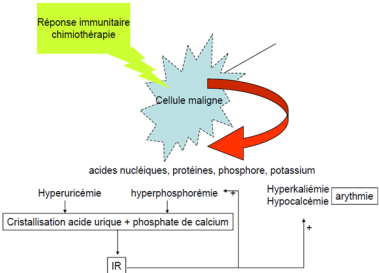 Réponse immunitaire
chimiothérapie
Cellule maligne
acides nucléiques, protéines, phosphore, potassium
Hyperuricémie
hyperphosphorémie
+
Hyperkaliémie
Hypocalcémie
arythmie
Cristallisation acide urique + phosphate de calcium
+
IR